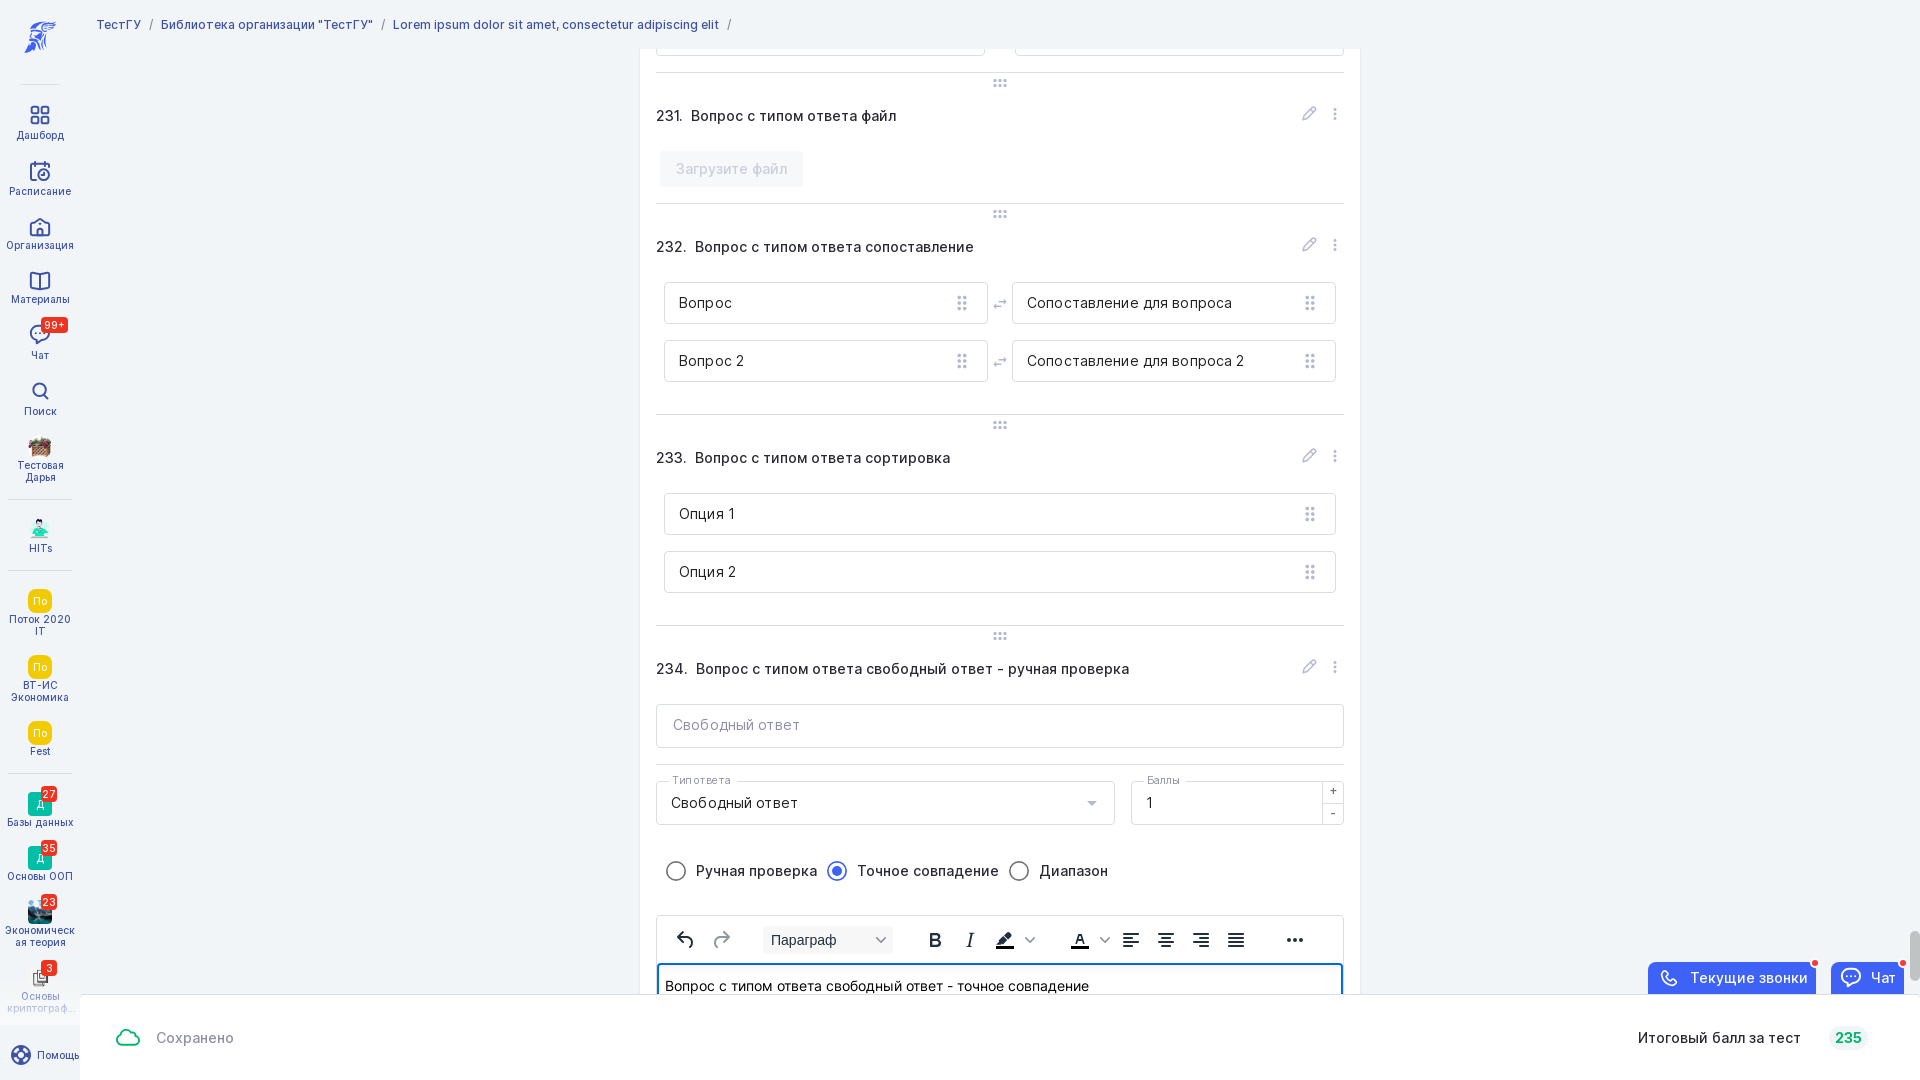 ТестГУ / Библиотека организации "ТестГУ" / Lorem ipsum dolor sit amet, consectetur adipiscing elit /
Дашборд
Расписание
Организация
Материалы
99+
Чат
Поиск
Тестовая
Дарья
HITs
По
Поток 2020
IT
По
ВТ-ИС
Экономика
По
Fest
27
Д
Базы данных
35
Д
Основы ООП
23
Экономическ
ая теория
3
Основы
криптограф...
Помощь
231. Вопрос с типом ответа файл
Загрузите файл
232. Вопрос с типом ответа сопоставление
Вопрос
Сопоставление для вопроса
Вопрос 2
Сопоставление для вопроса 2
233. Вопрос с типом ответа сортировка
Опция 1
Опция 2
234. Вопрос с типом ответа свободный ответ - ручная проверка
Свободный ответ
Тип ответа
Свободный ответ
Баллы
1
+
-
Ручная проверка
Точное совпадение
Диапазон
Параграф
B I A
Вопрос с типом ответа свободный ответ - точное совпадение
Текущие звонки
Чат
Сохранено
Итоговый балл за тест 235